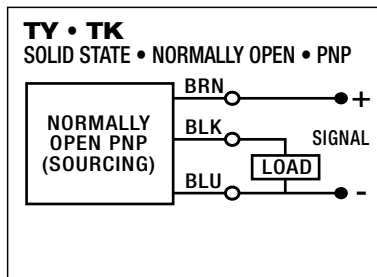 TY • TK
SOLID STATE • NORMALLY OPEN • PNP
BRN
+
NORMALLY
OPEN PNP
(SOURCING)
BLK
SIGNAL
LOAD
BLU
-